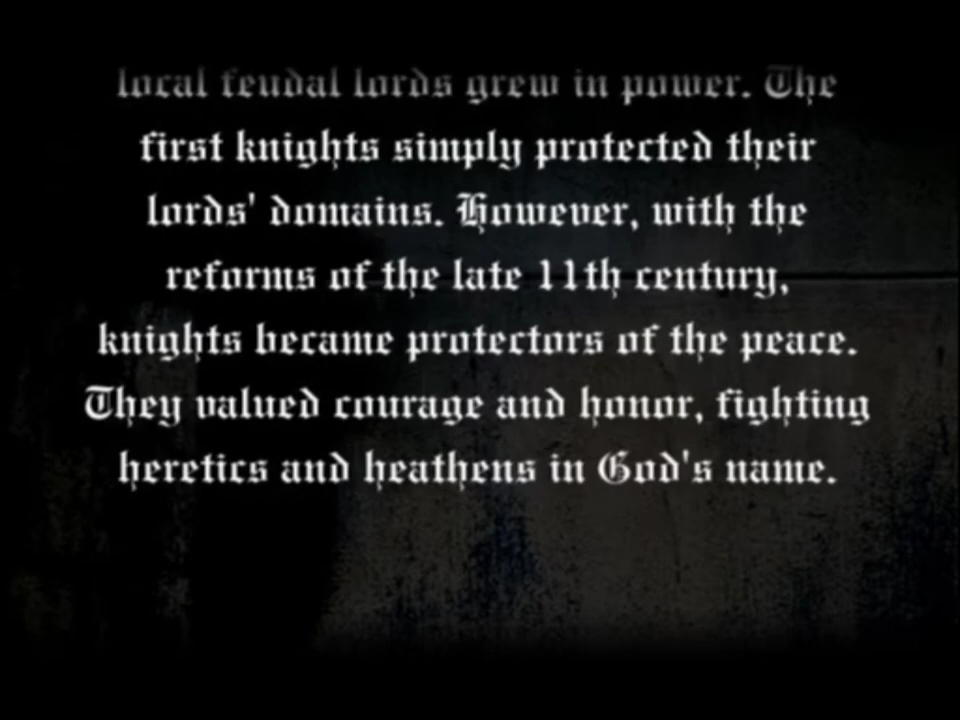 local feudal lords grew in power. The
first knights simply protected their
lords' domains. However, with the
reforms of the late 11th century,
knights became protectors of the peace.
They valued courage and honor, fighting
heretics and heathens in God's name.